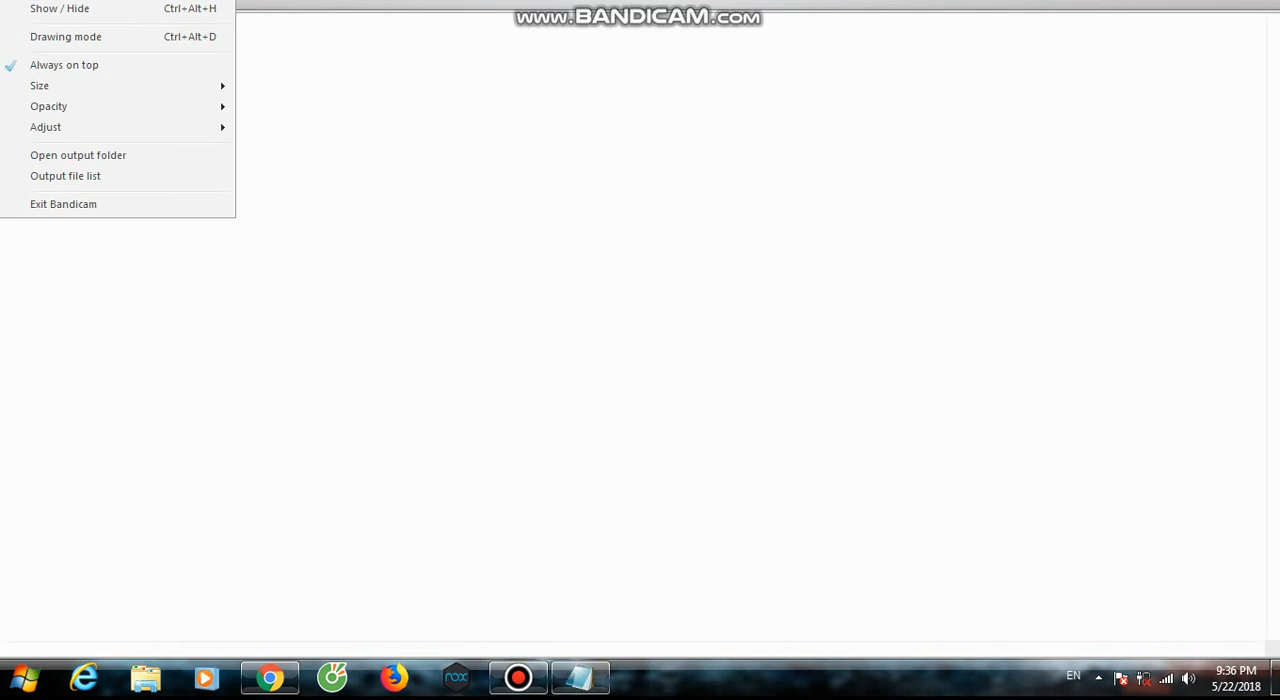 Show / Hide Ctrl+Alt+H
www.BANDICAM.com
Drawing mode Ctrl+Alt+D
Always on top
Size
Opacity
Adjust
Open output folder
Output file list
Exit Bandicam
nox
EN
9:36 PM
5/22/2018